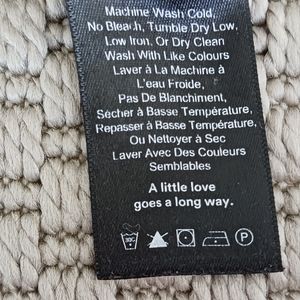 Machine Wash Cold,
No Bleach, Tumble Dry Low,
Low Iron, Or Dry Clean
Wash With Like Colours
Laver à La Machine à
L'eau Froide,
Pas De Blanchiment,
Sécher à Basse Température,
Repasser à Basse Température,
Ou Nettoyer à Sec
Laver Avec Des Couleurs
Semblables
A little love
goes a long way.
30C P